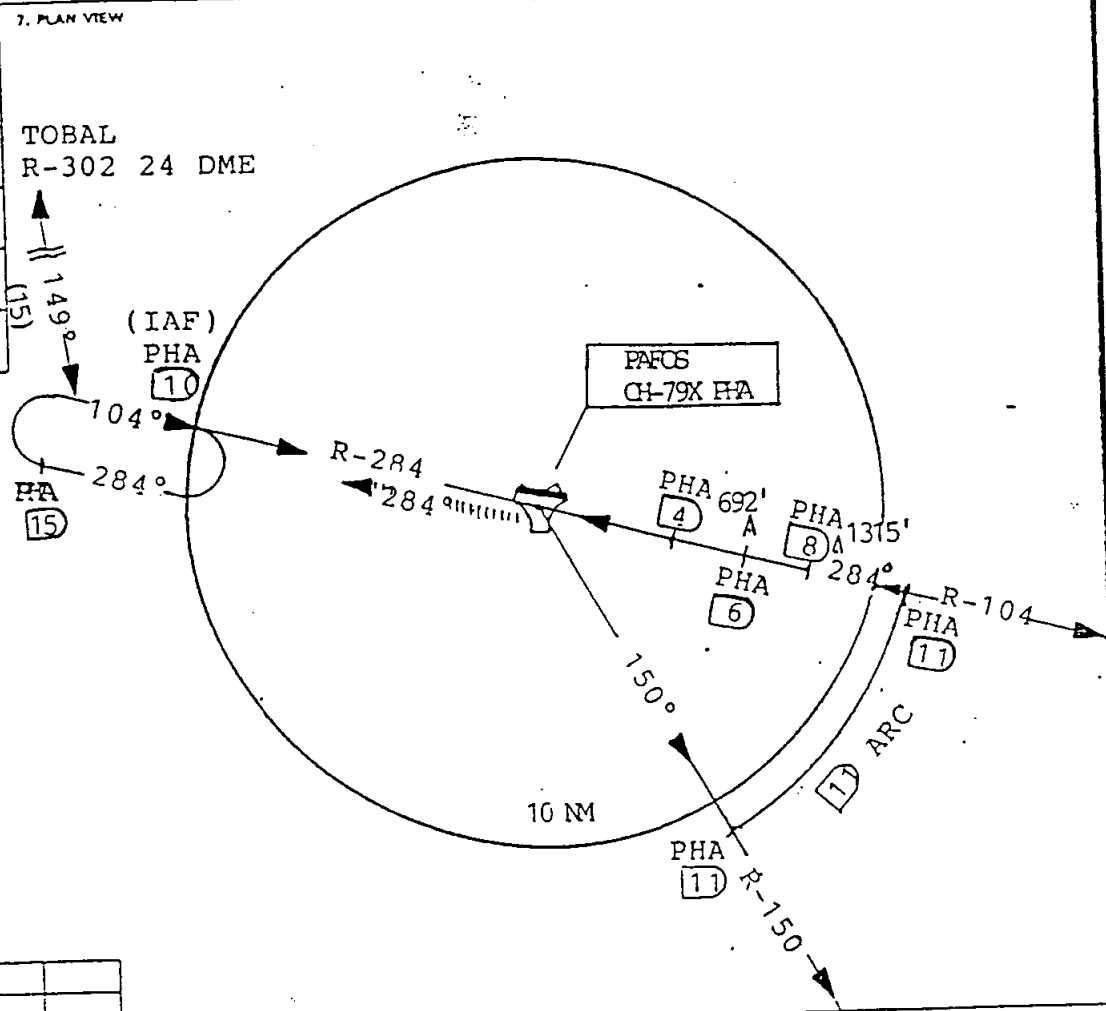 7. PLAN VIEW
TOBAL
R-302 24 DME
149°
(15)
(IAF)
PHA
10
104°
284°
PHA
15
R-284
284°
PAFOS
CH-79X PHA
PHA
4
692'
PHA
6
PHA
8
1315'
284°
R-104
PHA
11
11 ARC
150°
10 NM
PHA
11
R-150